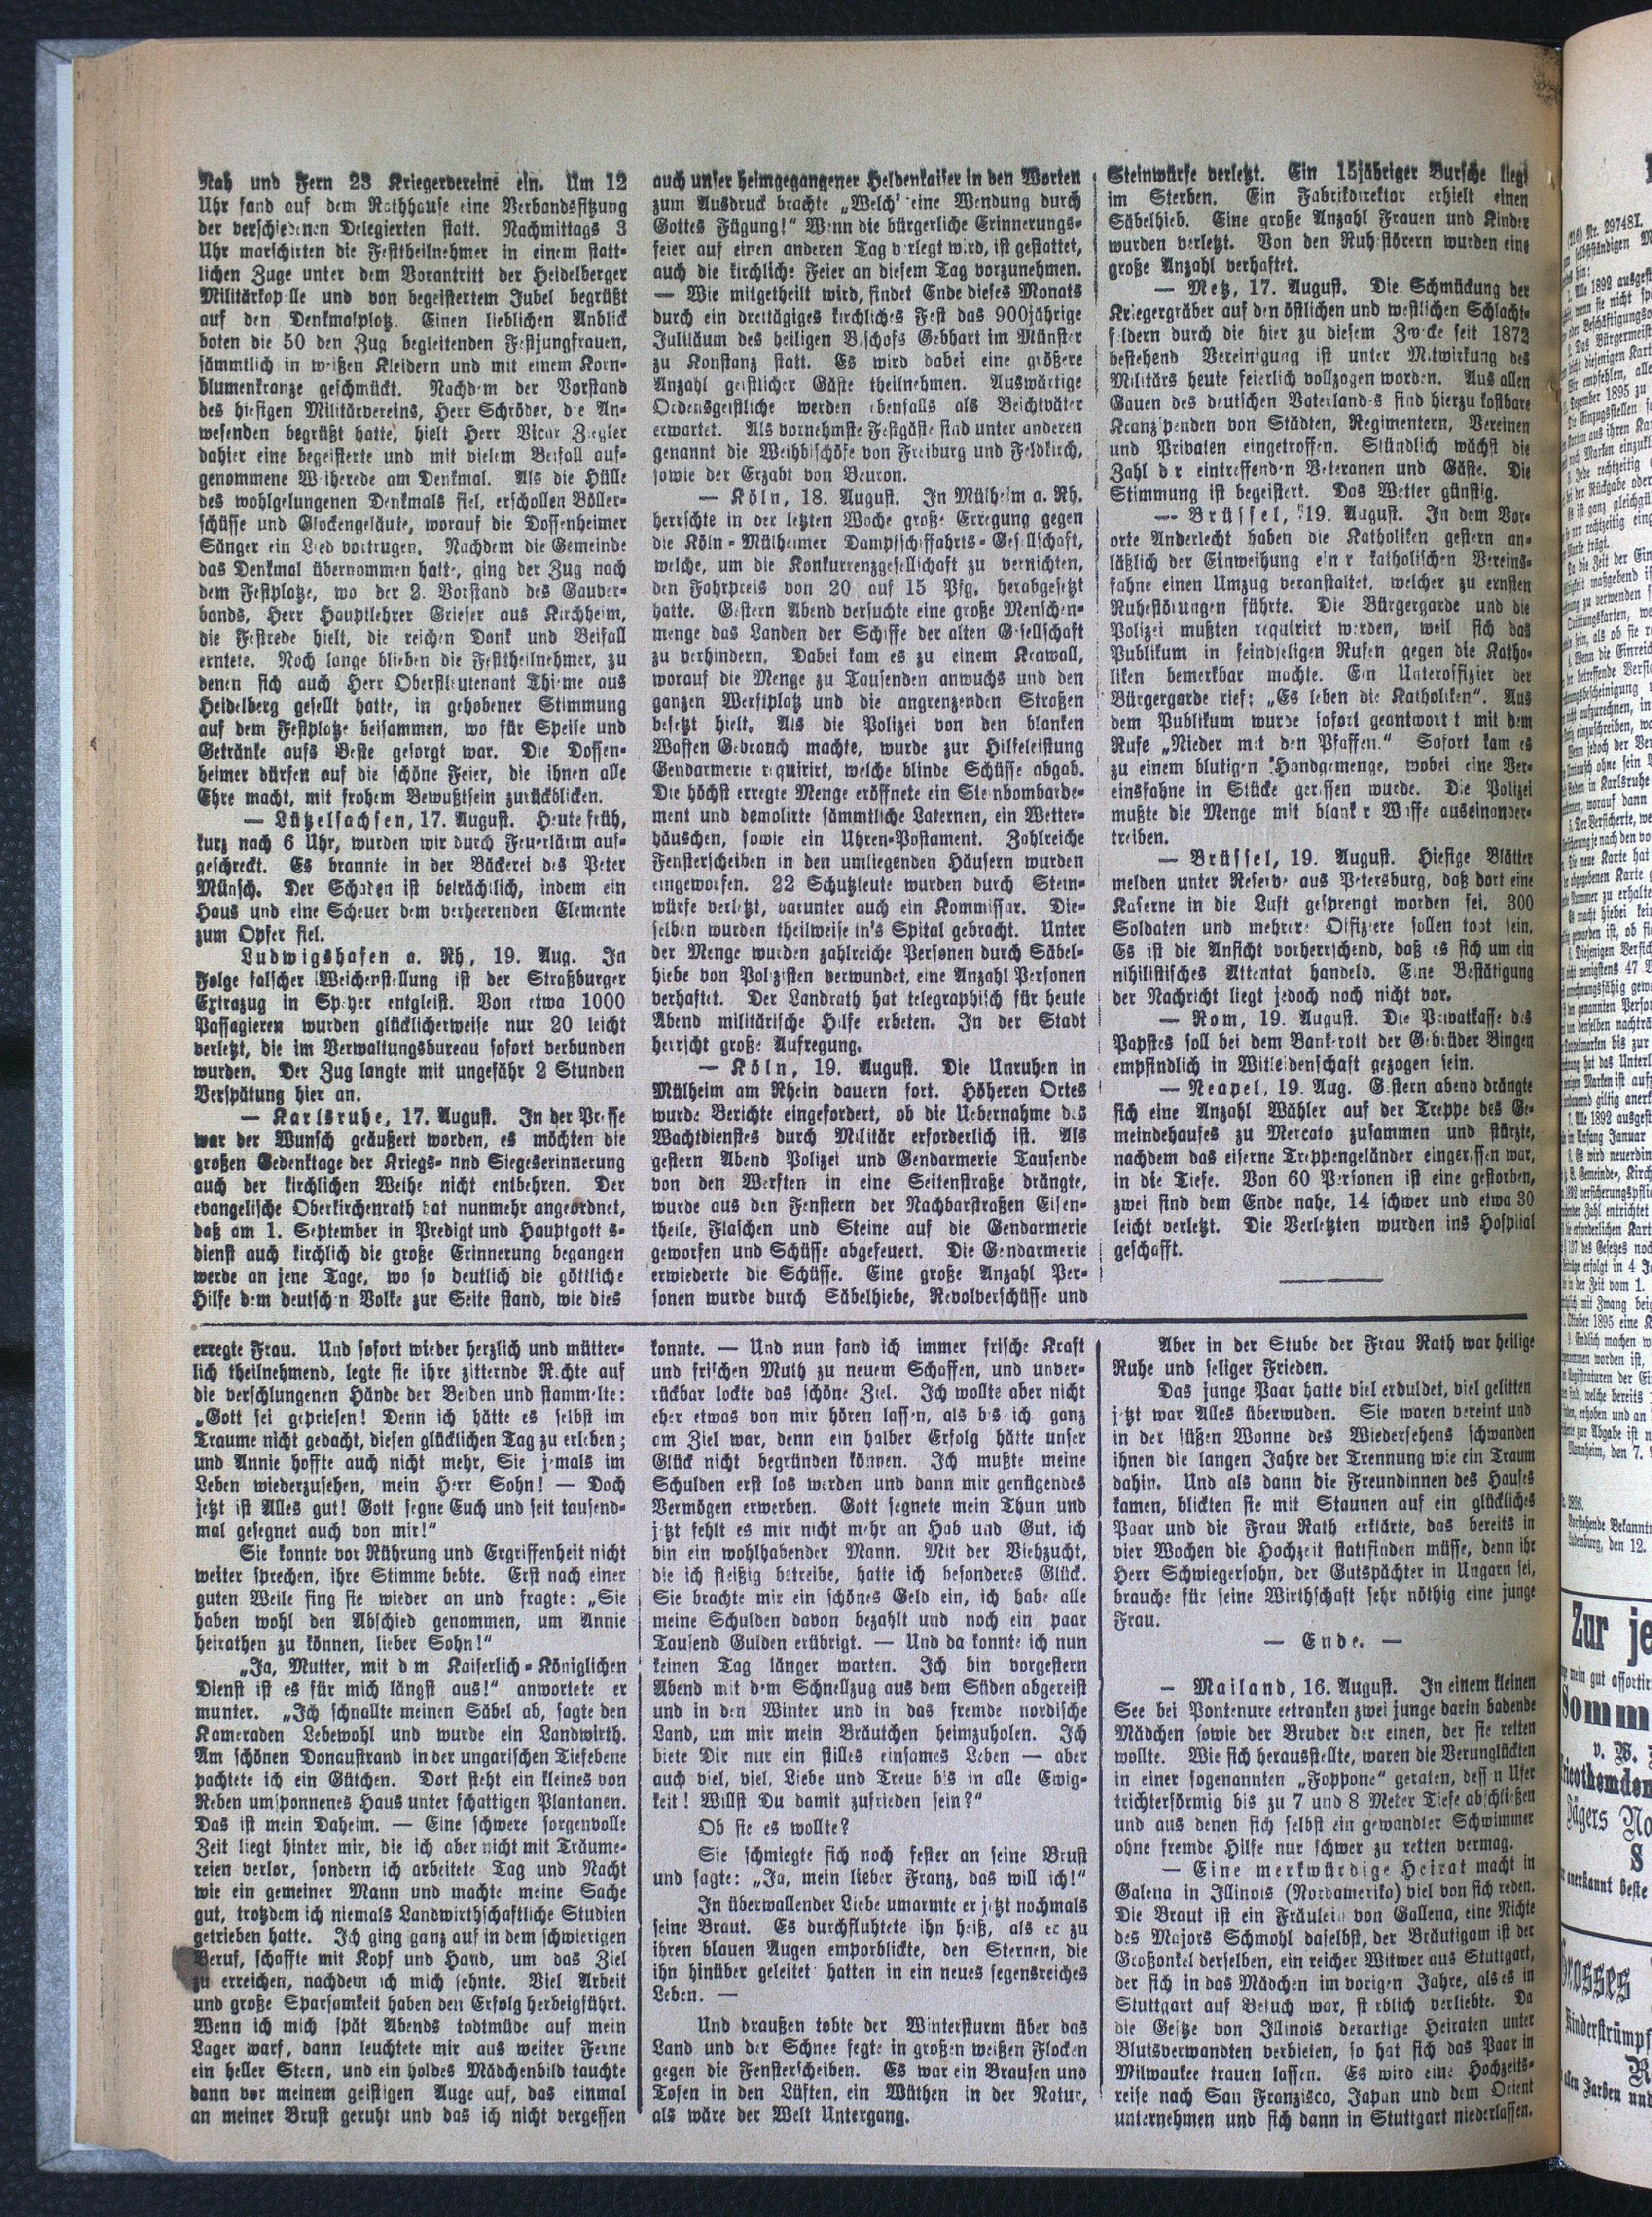 Nah und Fern 23 Kriegervereine ein. Um 12
Uhr fand auf dem Rathhause eine Verbandssitzung
der verschiedenen Delegierten statt. Nachmittags 3
Uhr marschirten die Festtheilnehmer in einem statt-
lichen Zuge unter dem Vorantritt der Heidelberger
Militärkapelle und von begeistertem Jubel begrüßt
auf den Denkmalplatz. Einen lieblichen Anblick
boten die 50 den Zug begleitenden Festjungfrauen,
sämmtlich in weißen Kleidern und mit einem Korn-
blumenkranze geschmückt. Nachdem der Vorstand
des hiesigen Militärvereins, Herr Schröder, die An-
wesenden begrüßt hatte, hielt Herr Vicar Ziegler
dahier eine begeisterte und mit vielem Beifall auf-
genommene Weiherede am Denkmal. Als die Hülle
des wohlgelungenen Denkmals fiel, erschollen Böller-
schüsse und Glockengeläute, worauf die Dossenheimer
Sänger ein Lied vortrugen. Nachdem die Gemeinde
das Denkmal übernommen hatte, ging der Zug nach
dem Festplatze, wo der 2. Vorstand des Gauver-
bands, Herr Hauptlehrer Grieser aus Kirchheim,
die Festrede hielt, die reichen Dank und Beifall
erntete. Noch lange blieben die Festtheilnehmer, zu
denen sich auch Herr Oberstleutenant Thieme aus
Heidelberg gesellt hatte, in gehobener Stimmung
auf dem Festplatze beisammen, wo für Speise und
Getränke aufs Beste gesorgt war. Die Dossen-
heimer dürfen auf die schöne Feier, die ihnen alle
Ehre macht, mit frohem Bewußtsein zurückblicken.
— Lützelsachsen, 17. August. Heute früh,
kurz nach 6 Uhr, wurden wir durch Feuerlärm auf-
geschreckt. Es brannte in der Bäckerei des Peter
Münsch. Der Schaden ist beträchtlich, indem ein
Haus und eine Scheuer dem verheerenden Elemente
zum Opfer fiel.
Ludwigshafen a. Rh, 19. Aug. In
Folge falscher Weichenstellung ist der Straßburger
Extrazug in Speyer entgleist. Von etwa 1000
Passagieren wurden glücklicherweise nur 20 leicht
verletzt, die im Verwaltungsbureau sofort verbunden
wurden. Der Zug langte mit ungefähr 2 Stunden
Verspätung hier an.
— Karlsruhe, 17. August. In der Presse
war der Wunsch geäußert worden, es möchten die
großen Gedenktage der Kriegs- nnd Siegeserinnerung
auch der kirchlichen Weihe nicht entbehren. Der
evangelische Oberkirchenrath hat nunmehr angeordnet,
daß am 1. September in Predigt und Hauptgott s-
dienst auch kirchlich die große Erinnerung begangen
werde an jene Tage, wo so deutlich die göttliche
Hilfe dem deutschen Volke zur Seite stand, wie dies
auch unser heimgegangener Heldenkaiser in den Worten
zum Ausdruck brachte „Welch' eine Wendung durch
Gottes Fügung!“ Wenn die bürgerliche Erinnerungs-
feier auf einen anderen Tag verlegt wird, ist gestattet,
auch die kirchliche Feier an diesem Tag vorzunehmen.
— Wie mitgetheilt wird, findet Ende dieses Monats
durch ein dreitägiges kirchliches Fest das 900jährige
Juliläum des heiligen Bischofs Gebhart im Münster
zu Konstanz statt. Es wird dabei eine größere
Anzahl geistlicher Gäste theilnehmen. Auswärtige
Ordensgeistliche werden ebenfalls als Beichtväter
erwartet. Als vornehmste Festgäste sind unter anderen
genannt die Weihbischöfe von Freiburg und Feldkirch,
sowie der Erzabt von Beuron.
— Köln, 18. August. In Mülheim a. Rh.
herrschte in der letzten Woche große Erregung gegen
die Köln-Mülheimer Dampfschiffahrts-Gesellschaft,
welche, um die Konkurrenzgesellschaft zu vernichten,
den Fahrpreis von 20 auf 15 Pfg. herabgesetzt
hatte. Gestern Abend versuchte eine große Menschen-
menge das Landen der Schiffe der alten Gesellschaft
zu verhindern. Dabei kam es zu einem Krawall,
worauf die Menge zu Tausenden anwuchs und den
ganzen Werftplatz und die angrenzenden Straßen
besetzt hielt. Als die Polizei von den blanken
Waffen Gebrauch machte, wurde zur Hilfeleistung
Gendarmerie requirirt, welche blinde Schüsse abgab.
Die höchst erregte Menge eröffnete ein Steinbombarde-
ment und demolirte sämmtliche Laternen, ein Wetter-
häuschen, sowie ein Uhren-Postament. Zahlreiche
Fensterscheiben in den umliegenden Häusern wurden
eingeworfen. 22 Schutzleute wurden durch Stein-
würfe verletzt, darunter auch ein Kommissar. Die-
selben wurden theilweise in's Spital gebracht. Unter
der Menge wurden zahlreiche Personen durch Säbel-
hiebe von Polizisten verwundet, eine Anzahl Personen
verhaftet. Der Landrath hat telegraphisch für heute
Abend militärische Hilfe erbeten. In der Stadt
herrscht große Aufregung.
— Köln, 19. August. Die Unruhen in
Mülheim am Rhein dauern fort. Höheren Ortes
wurde Berichte eingefordert, ob die Uebernahme des
Wachtdienstes durch Militär erforderlich ist. Als
gestern Abend Polizei und Gendarmerie Tausende
von den Werften in eine Seitenstraße drängte,
wurde aus den Fenstern der Nachbarstraßen Eisen-
theile, Flaschen und Steine auf die Gendarmerie
geworfen und Schüsse abgefeuert. Die Gendarmerie
erwiederte die Schüsse. Eine große Anzahl Per-
sonen wurde durch Säbelhiebe, Revolverschüsse und
Steinwürfe verletzt. Ein 15jähriger Bursche liegt
im Sterben. Ein Fabrikdirektor erhielt einen
Säbelhieb. Eine große Anzahl Frauen und Kinder
wurden verletzt. Von den Ruhestörern wurden eine
große Anzahl verhaftet.
— Metz, 17. August. Die Schmückung der
Kriegergräber auf den östlichen und westlichen Schlacht-
feldern durch die hier zu diesem Zwecke seit 1872
bestehend Vereinigung ist unter Mitwirkung des
Militärs heute feierlich vollzogen worden. Aus allen
Gauen des deutschen Vaterlandes sind hierzu kostbare
Kranzspenden von Städten, Regimentern, Vereinen
und Privaten eingetroffen. Stündlich wächst die
Zahl der eintreffenden Veteranen und Gäste. Die
Stimmung ist begeistert. Das Wetter günstig.
— Brüssel, 19. August. In dem Vor-
orte Anderlecht haben die Katholiken gestern an-
läßlich der Einweihung einer katholischen Vereins-
fahne einen Umzug veranstaltet, welcher zu ernsten
Ruhestörungen führte. Die Bürgergarde und die
Polizei mußten requirirt werden, weil sich das
Publikum in feindseligen Rufen gegen die Katho-
liken bemerkbar machte. Ein Unteroffizier der
Bürgergarde rief: „Es leben die Katholiken“. Aus
dem Publikum wurde sofort geantwortet mit dem
Rufe „Nieder mit den Pfaffen.“ Sofort kam es
zu einem blutigen Handgemenge, wobei eine Ver-
einsfahne in Stücke gerissen wurde. Die Polizei
mußte die Menge mit blanker Waffe auseinander-
treiben.
— Brüssel, 19. August. Hiesige Blätter
melden unter Reserve aus Petersburg, daß dort eine
Kaserne in die Luft gesprengt worden sei. 300
Soldaten und mehrere Offiziere sollen todt sein.
Es ist die Ansicht vorherrschend, daß es sich um ein
nihilistisches Attentat handeld. Eine Bestätigung
der Nachricht liegt jedoch noch nicht vor.
— Rom, 19. August. Die Privatkasse des
Papstes soll bei dem Bankerott der Gebrüder Bingen
empfindlich in Mitleidenschaft gezogen sein.
— Neapel, 19. Aug. Gestern abend drängte
sich eine Anzahl Wähler auf der Treppe des Ge-
meindehauses zu Mercato zusammen und stürzte,
nachdem das eiserne Treppengeländer eingerissen war,
in die Tiefe. Von 60 Personen ist eine gestorben,
zwei sind dem Ende nahe, 14 schwer und etwa 30
leicht verletzt. Die Verletzten wurden ins Hospital
geschafft.
erregte Frau. Und sofort wieder herzlich und mütter-
lich theilnehmend, legte sie ihre zitternde Rechte auf
die verschlungenen Hände der Beiden und stammelte:
„Gott sei gepriesen! Denn ich hätte es selbst im
Traume nicht gedacht, diesen glücklichen Tag zu erleben;
und Annie hoffte auch nicht mehr, Sie jemals im
Leben wiederzusehen, mein Herr Sohn! — Doch
jetzt ist Alles gut! Gott segne Euch und seit tausend-
mal gesegnet auch von mir!“
Sie konnte vor Rührung und Ergriffenheit nicht
weiter sprechen, ihre Stimme bebte. Erst nach einer
guten Weile fing sie wieder an und fragte: „Sie
haben wohl den Abschied genommen, um Annie
heirathen zu können, lieber Sohn!“
„Ja, Mutter, mit dem Kaiserlich-Königlichen
Dienst ist es für mich längst aus!“ anwortete er
munter. „Ich schnallte meinen Säbel ab, sagte den
Kameraden Lebewohl und wurde ein Landwirth.
Am schönen Donaustrand in der ungarischen Tiefebene
pachtete ich ein Gütchen. Dort steht ein kleines von
Reben umsponnenes Haus unter schattigen Plantanen.
Das ist mein Daheim. — Eine schwere sorgenvolle
Zeit liegt hinter mir, die ich aber nicht mit Träume-
reien verlor, sondern ich arbeitete Tag und Nacht
wie ein gemeiner Mann und machte meine Sache
gut, trotzdem ich niemals Landwirthschaftliche Studien
getrieben hatte. Ich ging ganz auf in dem schwierigen
Beruf, schaffte mit Kopf und Hand, um das Ziel
zu erreichen, nachdem ich mich sehnte. Viel Arbeit
und große Sparsamkeit haben den Erfolg herbeigführt.
Wenn ich mich spät Abends todtmüde auf mein
Lager warf, dann leuchtete mir aus weiter Ferne
ein heller Stern, und ein holdes Mädchenbild tauchte
dann vor meinem geistigen Auge auf, das einmal
an meiner Brust geruht und das ich nicht vergessen
konnte. — Und nun fand ich immer frische Kraft
und frischen Muth zu neuem Schaffen, und unver-
rückbar lockte das schöne Ziel. Ich wollte aber nicht
eher etwas von mir hören lassen, als bis ich ganz
am Ziel war, denn ein halber Erfolg hätte unser
Glück nicht begründen können. Ich mußte meine
Schulden erst los werden und dann mir genügendes
Vermögen erwerben. Gott segnete mein Thun und
jetzt fehlt es mir nicht mehr an Hab und Gut, ich
bin ein wohlhabender Mann. Mit der Viehzucht,
die ich fleißig betreibe, hatte ich besonderes Glück.
Sie brachte mir ein schönes Geld ein, ich habe alle
meine Schulden davon bezahlt und noch ein paar
Tausend Gulden erübrigt. — Und da konnte ich nun
keinen Tag länger warten. Ich bin vorgestern
Abend mit dem Schnellzug aus dem Süden abgereist
und in den Winter und in das fremde nordische
Land, um mir mein Bräutchen heimzuholen. Ich
biete Dir nur ein stilles einsames Leben — aber
auch viel, viel, Liebe und Treue bis in alle Ewig-
keit! Willst Du damit zufrieden sein?“
Ob sie es wollte?
Sie schmiegte sich noch fester an seine Brust
und sagte: „Ja, mein lieber Franz, das will ich!“
In überwallender Liebe umarmte er jetzt nochmals
seine Braut. Es durchfluhtete ihn heiß, als er zu
ihren blauen Augen emporblickte, den Sternen, die
ihn hinüber geleitet hatten in ein neues segensreiches
Leben. —
Und draußen tobte der Wintersturm über das
Land und der Schnee fegte in großen weißen Flocken
gegen die Fensterscheiben. Es war ein Brausen und
Tosen in den Lüften, ein Wüthen in der Natur,
als wäre der Welt Untergang.
Aber in der Stube der Frau Rath war heilige
Ruhe und seliger Frieden.
Das junge Paar hatte viel erduldet, viel gelitten
jetzt war Alles überwuden. Sie waren vereint und
in der süßen Wonne des Wiedersehens schwanden
ihnen die langen Jahre der Trennung wie ein Traum
dahin. Und als dann die Freundinnen des Hauses
kamen, blickten sie mit Staunen auf ein glückliches
Paar und die Frau Rath erklärte, das bereits in
vier Wochen die Hochzeit stattfinden müsse, denn ihr
Herr Schwiegersohn, der Gutspächter in Ungarn sei,
brauche für seine Wirthschaft sehr nöthig eine junge
Frau.
— Ende. —
— Mailand, 16. August. In einem kleinen
See bei Pontenure eetranken zwei junge darin badende
Mädchen sowie der Bruder der einen, der sie retten
wollte. Wie sich herausstellte, waren die Verunglückten
in einer sogenannten „Foppone“ geraten, dessen Ufer
trichterförmig bis zu 7 und 8 Meter Tiefe abschließen
und aus denen sich selbst ein gewandter Schwimmer
ohne fremde Hilfe nur schwer zu retten vermag.
— Eine merkwürdige Heirat macht in
Galena in Illinois (Nordamerika) viel von sich reden.
Die Braut ist ein Fräulein von Gallena, eine Nichte
des Majors Schmohl daselbst, der Bräutigam ist der
Großonkel derselben, ein reicher Witwer aus Stuttgart,
der sich in das Mädchen im vorigen Jahre, als es in
Stuttgart auf Besuch war, sterblich verliebte. Da
die Gesetze von Illinois derartige Heiraten unter
Blutsverwandten verbieten, so hat sich das Paar in
Milwaukee trauen lassen. Es wird eine Hochzeits-
reise nach San Franzisco, Japan und dem Orient
unternehmen und sich dann in Stuttgart niederlassen.
Zur je
Somm
Jägers No
Grosses
Kinderstrümpf